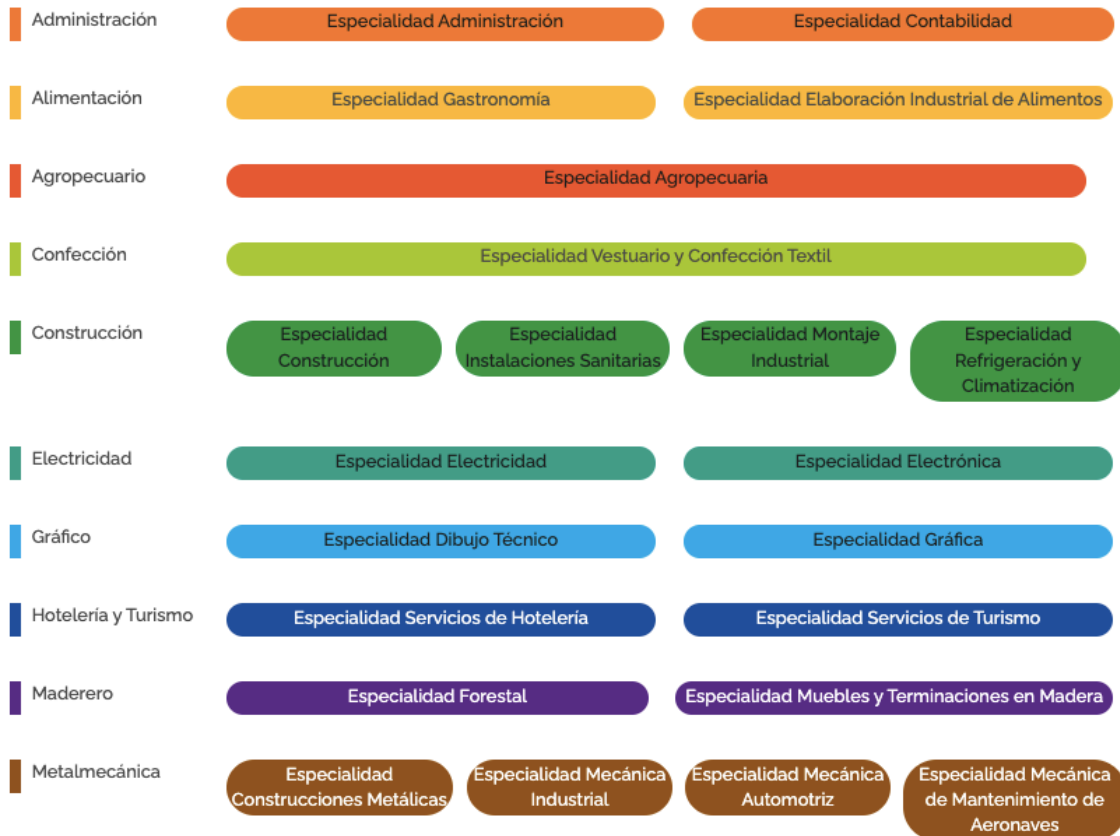 Administración
Especialidad Administración
Especialidad Contabilidad
Alimentación
Especialidad Gastronomía
Especialidad Elaboración Industrial de Alimentos
Agropecuario
Especialidad Agropecuaria
Confección
Especialidad Vestuario y Confección Textil
Construcción
Especialidad
Construcción
Especialidad
Instalaciones Sanitarias
Especialidad Montaje
Industrial
Especialidad
Refrigeración y
Climatización
Electricidad
Especialidad Electricidad
Especialidad Electrónica
Gráfico
Especialidad Dibujo Técnico
Especialidad Gráfica
Hotelería y Turismo
Especialidad Servicios de Hotelería
Especialidad Servicios de Turismo
Maderero
Especialidad Forestal
Especialidad Muebles y Terminaciones en Madera
Metalmecánica
Especialidad
Construcciones Metálicas
Especialidad Mecánica
Industrial
Especialidad Mecánica
Automotriz
Especialidad Mecánica
de Mantenimiento de
Aeronaves